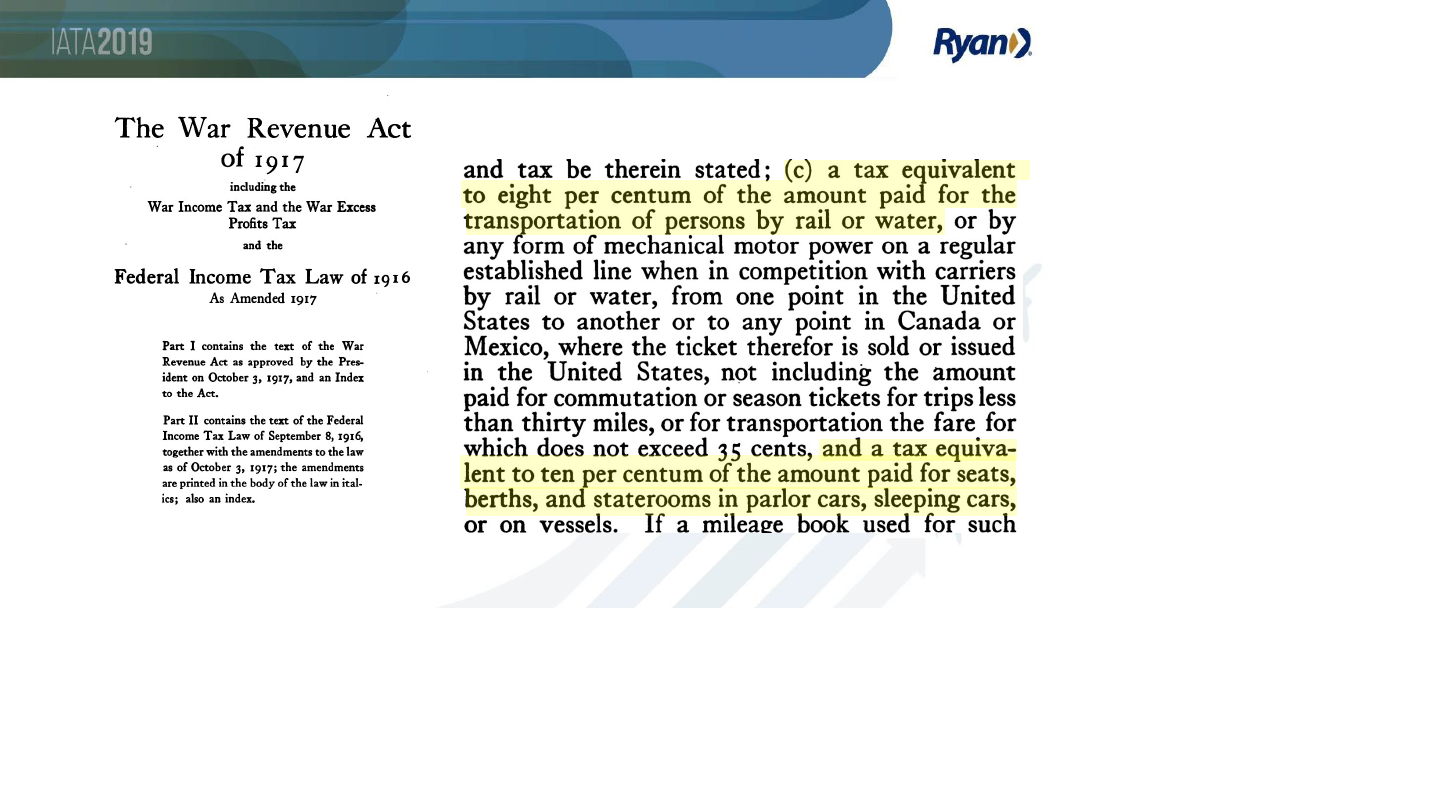 IATA2019
Ryan
The War Revenue Act
of 1917
including the
War Income Tax and the War Excess
Profits Tax
and the
Federal Income Tax Law of 1916
As Amended 1917
Part I contains the text of the War
Revenue Act as approved by the Pres-
ident on October 3, 1917, and an Index
to the Act.
Part II contains the text of the Federal
Income Tax Law of September 8, 1916,
together with the amendments to the law
as of October 3, 1917; the amendments
are printed in the body of the law in ital-
ics; also an index.
and tax be therein stated; (c) a tax equivalent
to eight per centum of the amount paid for the
transportation of persons by rail or water, or by
any form of mechanical motor power on a regular
established line when in competition with carriers
by rail or water, from one point in the United
States to another or to any point in Canada or
Mexico, where the ticket therefor is sold or issued
in the United States, not including the amount
paid for commutation or season tickets for trips less
than thirty miles, or for transportation the fare for
which does not exceed 35 cents, and a tax equiva-
lent to ten per centum of the amount paid for seats,
berths, and staterooms in parlor cars, sleeping cars,
or on vessels. If a mileage book used for such